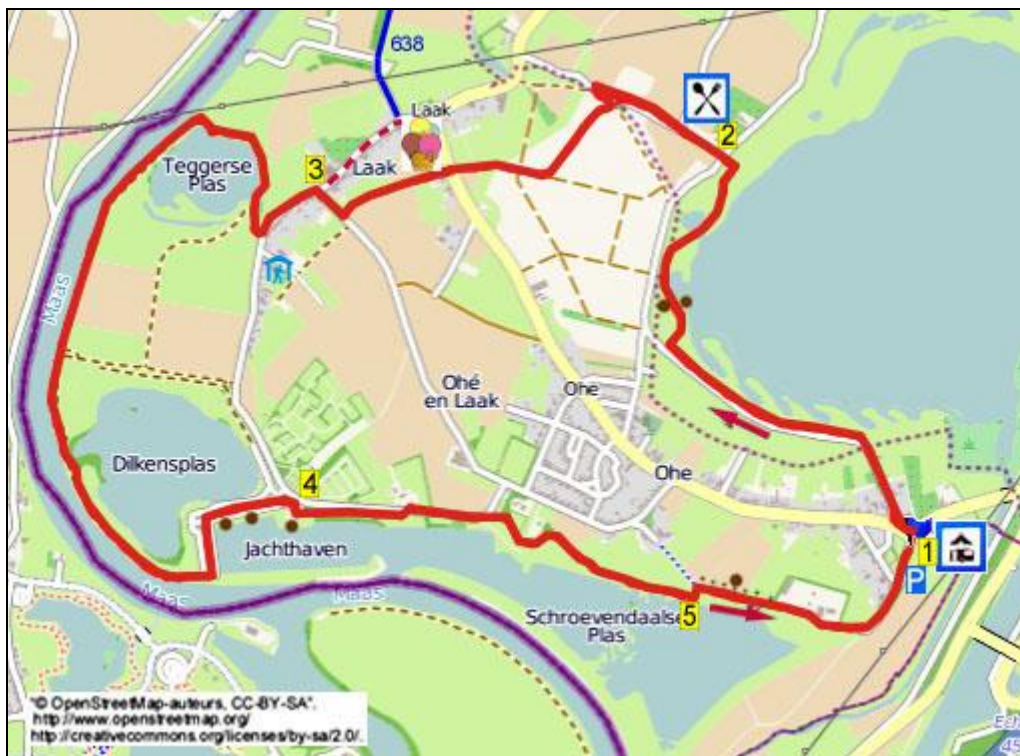 638
Laak
2
Teggerse
Plas
3
Laak
Maas
Ohé
en Laak
Ohe
Dilkensplas
4
Ohe
Jachthaven
1
P
Maas
Maas
Schroevendaalse
Plas
5
"© OpenStreetMap-auteurs, CC-BY-SA".
http://www.openstreetmap.org/
http://creativecommons.org/licenses/by-sa/2.0/.